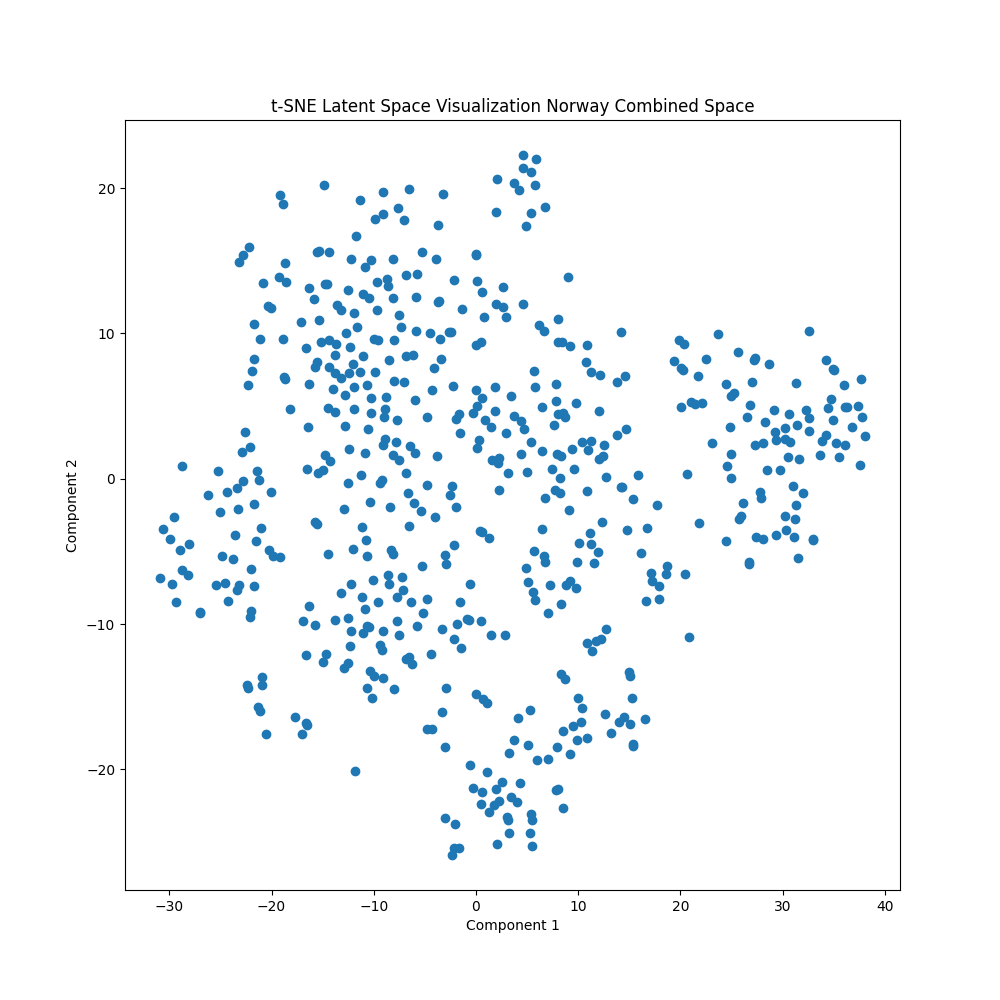 t-SNE Latent Space Visualization Norway Combined Space
20
10
0
−10
−20
Component 2
−30 −20 −10 0 10 20 30 40
Component 1